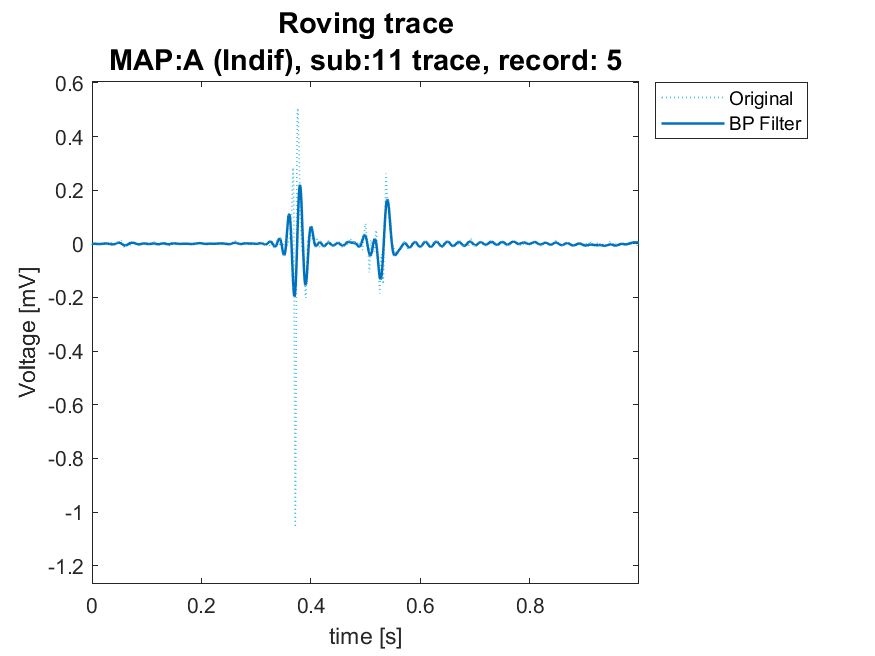 Roving trace
MAP:A (Indif), sub:11 trace, record: 5
Original
BP Filter
0.6
0.4
0.2
0
-0.2
-0.4
-0.6
-0.8
-1
-1.2
Voltage [mV]
0
0.2
0.4
0.6
0.8
time [s]